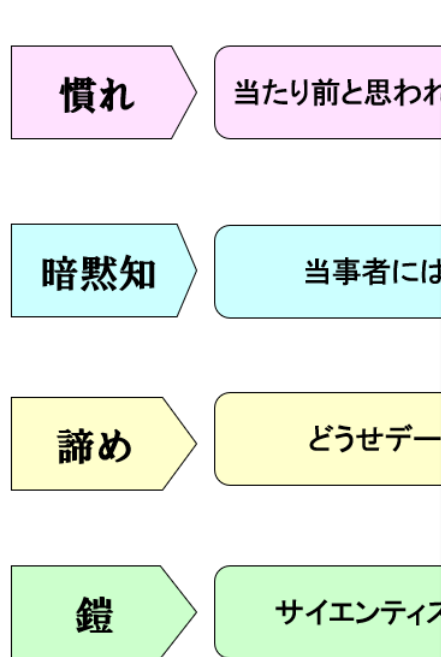 慣れ
当たり前と思われ
暗黙知
当事者には
諦め
どうせデー
鎧
サイエンティス